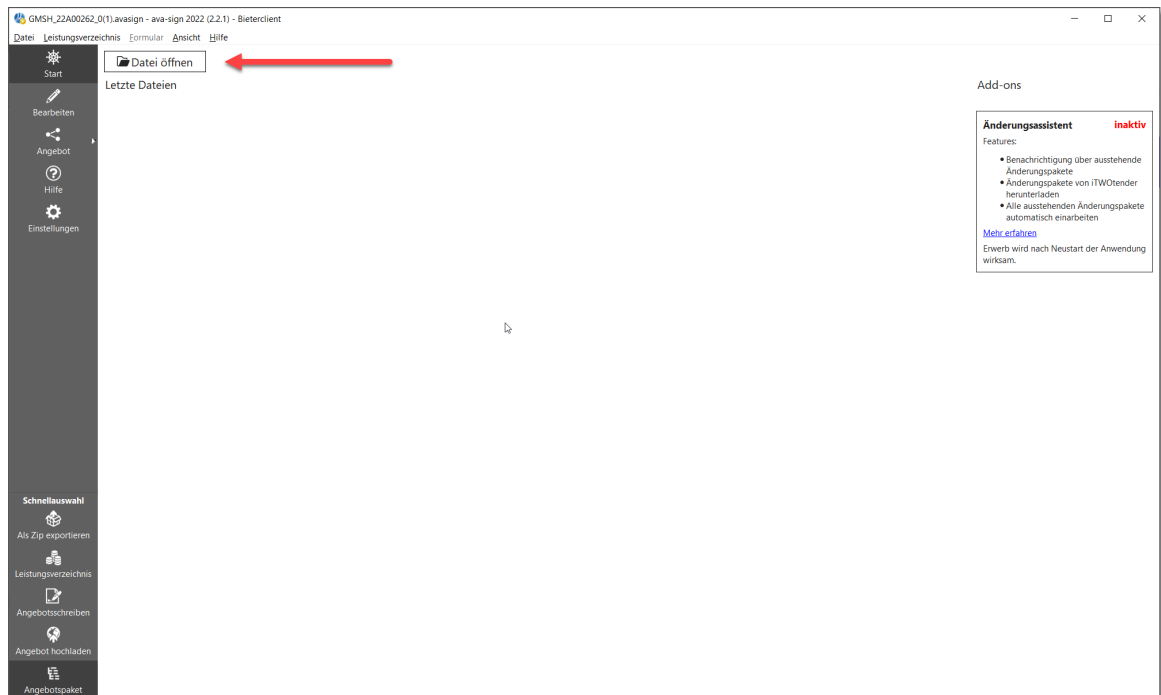 GMSH_22A00262_0(1).avasign - ava-sign 2022 (2.2.1) - Bieterclient
Datei Leistungsverzeichnis Formular Ansicht Hilfe
Start
Bearbeiten
Angebot
Hilfe
Einstellungen
Schnellauswahl
Als Zip exportieren
Leistungsverzeichnis
Angebotsschreiben
Angebot hochladen
Angebotspaket
Datei öffnen
Letzte Dateien
Add-ons
Änderungsassistent inaktiv
Features:
• Benachrichtigung über ausstehende
Änderungspakete
• Änderungspakete von iTWOtender
herunterladen
• Alle ausstehenden Änderungspakete
automatisch einarbeiten
Mehr erfahren
Erwerb wird nach Neustart der Anwendung
wirksam.